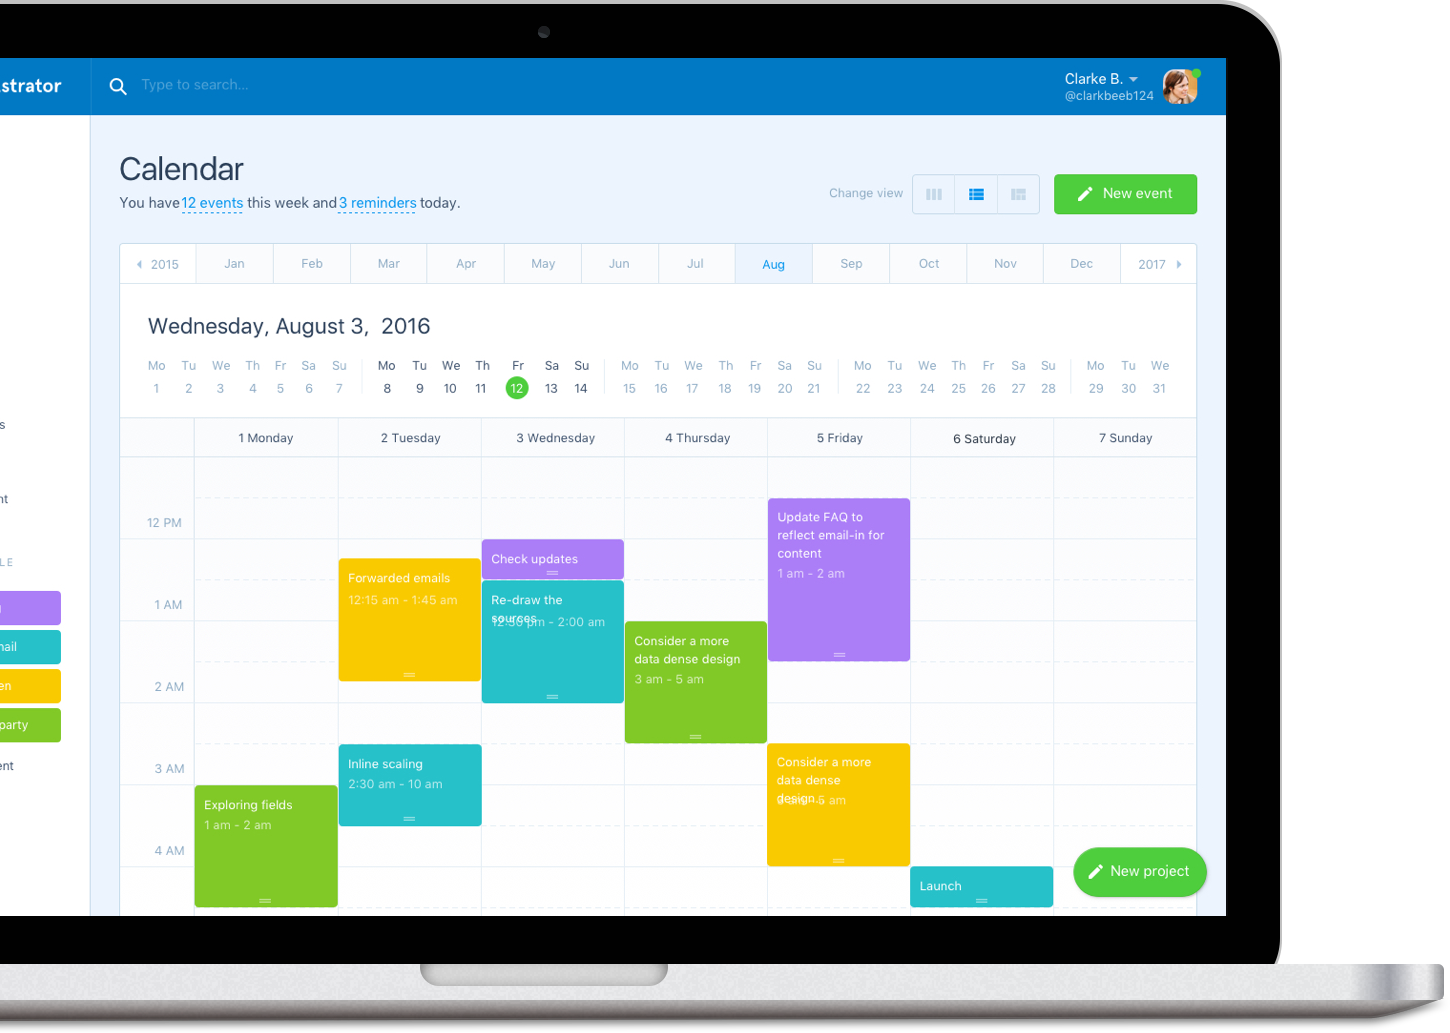 strator
Type to search...
Clarke B.
@clarkbeeb124
Calendar
You have 12 events this week and 3 reminders today.
Change view
New event
2015 Jan Feb Mar Apr May Jun Jul Aug Sep Oct Nov Dec 2017
Wednesday, August 3, 2016
Mo Tu We Th Fr Sa Su Mo Tu We Th Fr Sa Su Mo Tu We Th Fr Sa Su Mo Tu We Th Fr Sa Su Mo Tu We
1 2 3 4 5 6 7 8 9 10 11 12 13 14 15 16 17 18 19 20 21 22 23 24 25 26 27 28 29 30 31
1 Monday 2 Tuesday 3 Wednesday 4 Thursday 5 Friday 6 Saturday 7 Sunday
12 PM
1 AM
2 AM
3 AM
4 AM
Exploring fields
1 am - 2 am
Forwarded emails
12:15 am - 1:45 am
Inline scaling
2:30 am - 10 am
Check updates
Re-draw the
sources
12:30 pm - 2:00 am
Consider a more
data dense design
3 am - 5 am
Update FAQ to
reflect email-in for
content
1 am - 2 am
Consider a more
data dense
design..
am - 5 am
Launch
New project
s
nt
LE
ail
en
party
ent